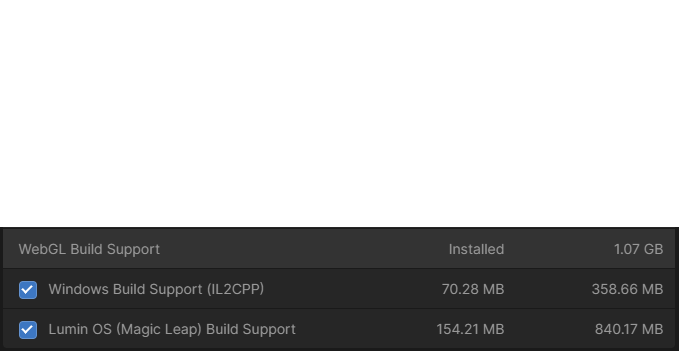 WebGL Build Support Installed 1.07 GB
Windows Build Support (IL2CPP) 70.28 MB 358.66 MB
Lumin OS (Magic Leap) Build Support 154.21 MB 840.17 MB